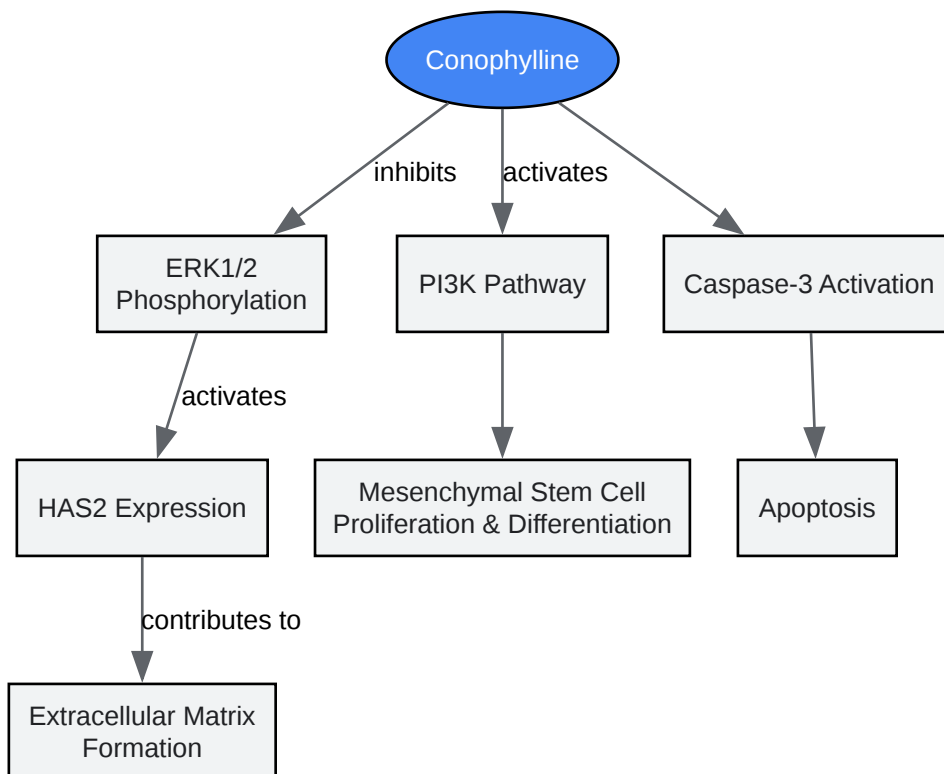 Conophylline
inhibits
activates
ERK1/2
Phosphorylation
PI3K Pathway
Caspase-3 Activation
activates
HAS2 Expression
Mesenchymal Stem Cell
Proliferation & Differentiation
Apoptosis
contributes to
Extracellular Matrix
Formation